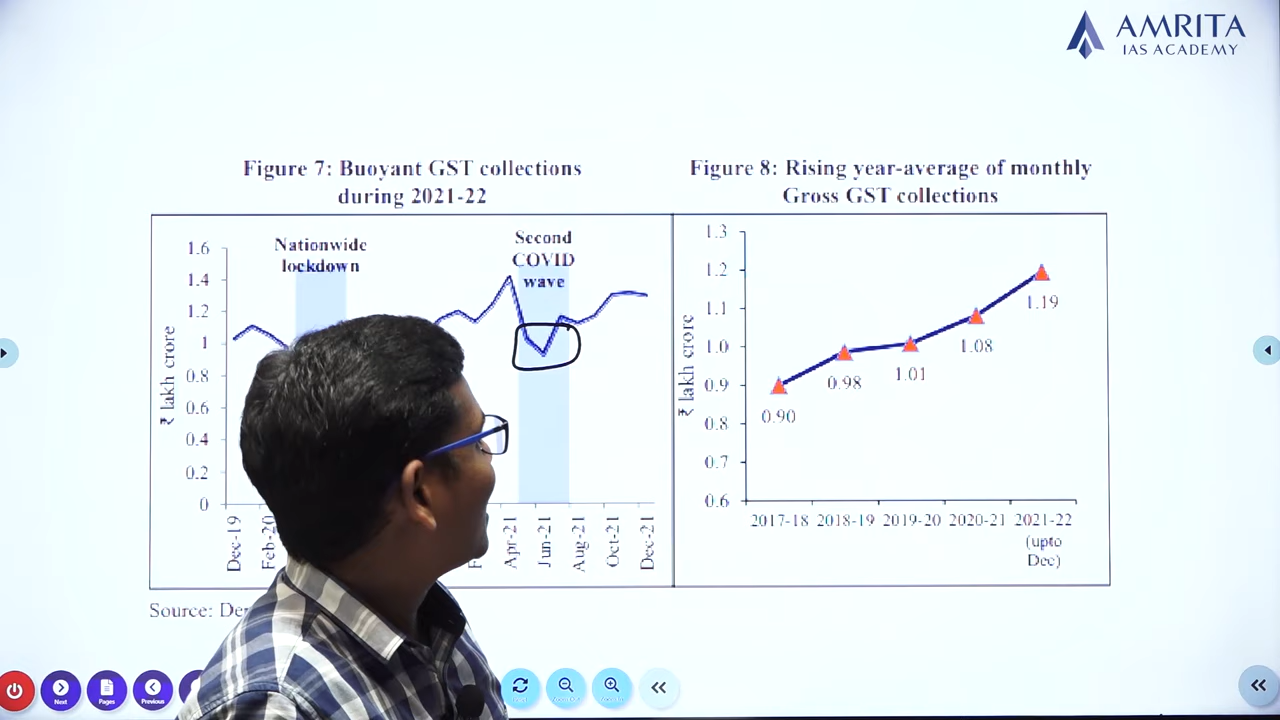 AMRITA
IAS ACADEMY
Figure 7: Buoyant GST collections
during 2021-22
Figure 8: Rising year-average of monthly
Gross GST collections
₹ lakh crore
1.6
1.4
1.2
1
0.8
0.6
0.4
0.2
0
Nationwide
lockdown
Second
COVID
wave
Dec-19
Feb-20
Apr-21
Jun-21
Aug-21
Oct-21
Dec-21
₹ lakh crore
1.3
1.2
1.1
1.0
0.9
0.8
0.7
0.6
0.90
0.98
1.01
1.08
1.19
2017-18 2018-19 2019-20 2020-21 2021-22
(upto
Dec)
Source:
Next
Pages
Previous